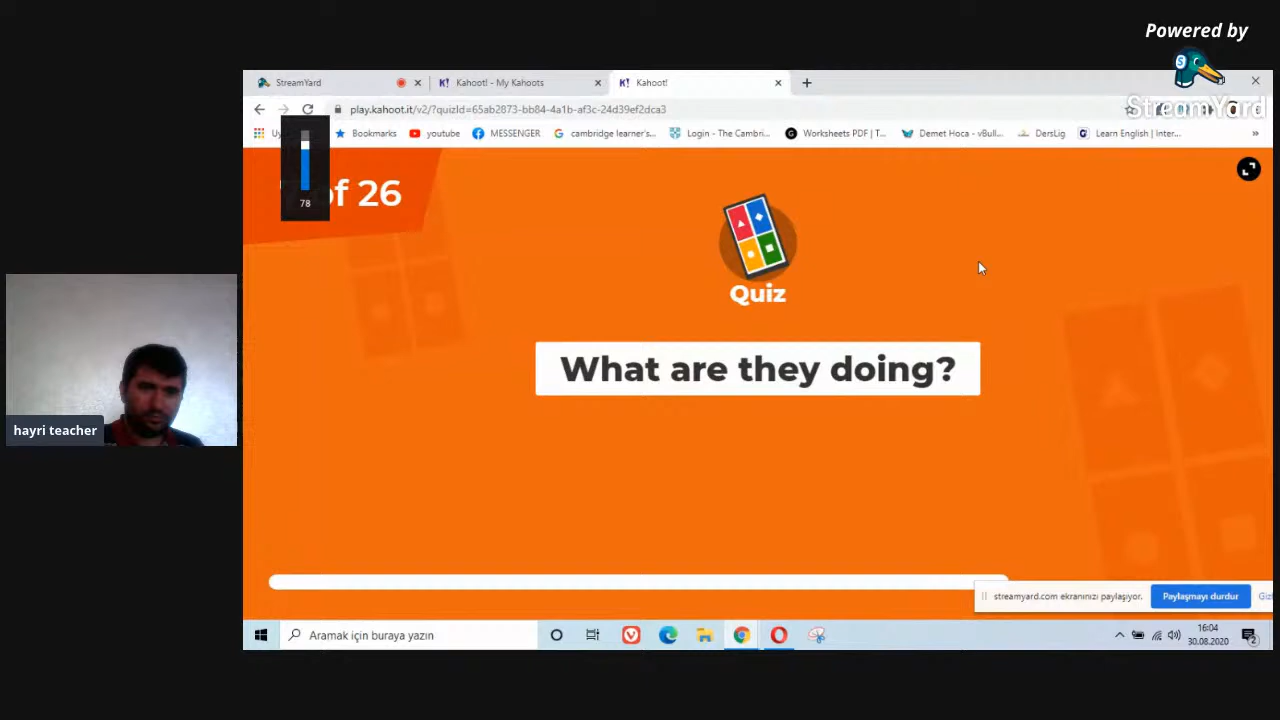 Powered by
StreamYard
StreamYard
Kahoot! - My Kahoots
Kahoot!
play.kahoot.it/v2/?quizId=65ab2873-bb84-4a1b-af3c-24d39ef2dca3
Bookmarks
youtube
MESSENGER
cambridge learner's...
Login - The Cambri...
Worksheets PDF | T...
Demet Hoca - vBull...
DersLig
Learn English | Inter...
of 26
78
Quiz
What are they doing?
hayri teacher
streamyard.com ekranınızı paylaşıyor.
Paylaşmayı durdur
Aramak için buraya yazın
16:04
30.08.2020
2